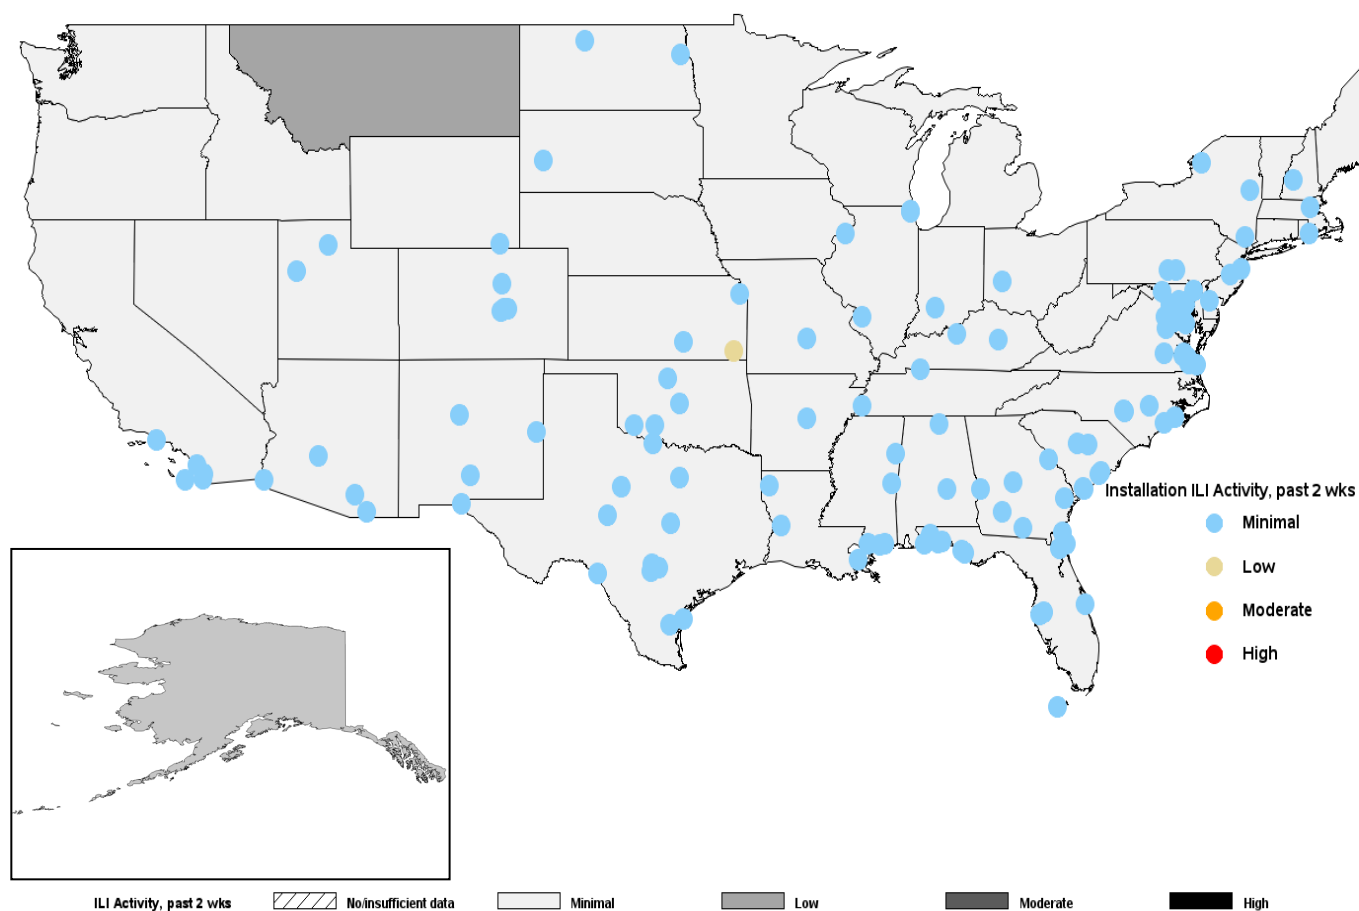 Installation ILI Activity, past 2 wks
Minimal
Low
Moderate
High
ILI Activity, past 2 wks No/insufficient data Minimal Low Moderate High